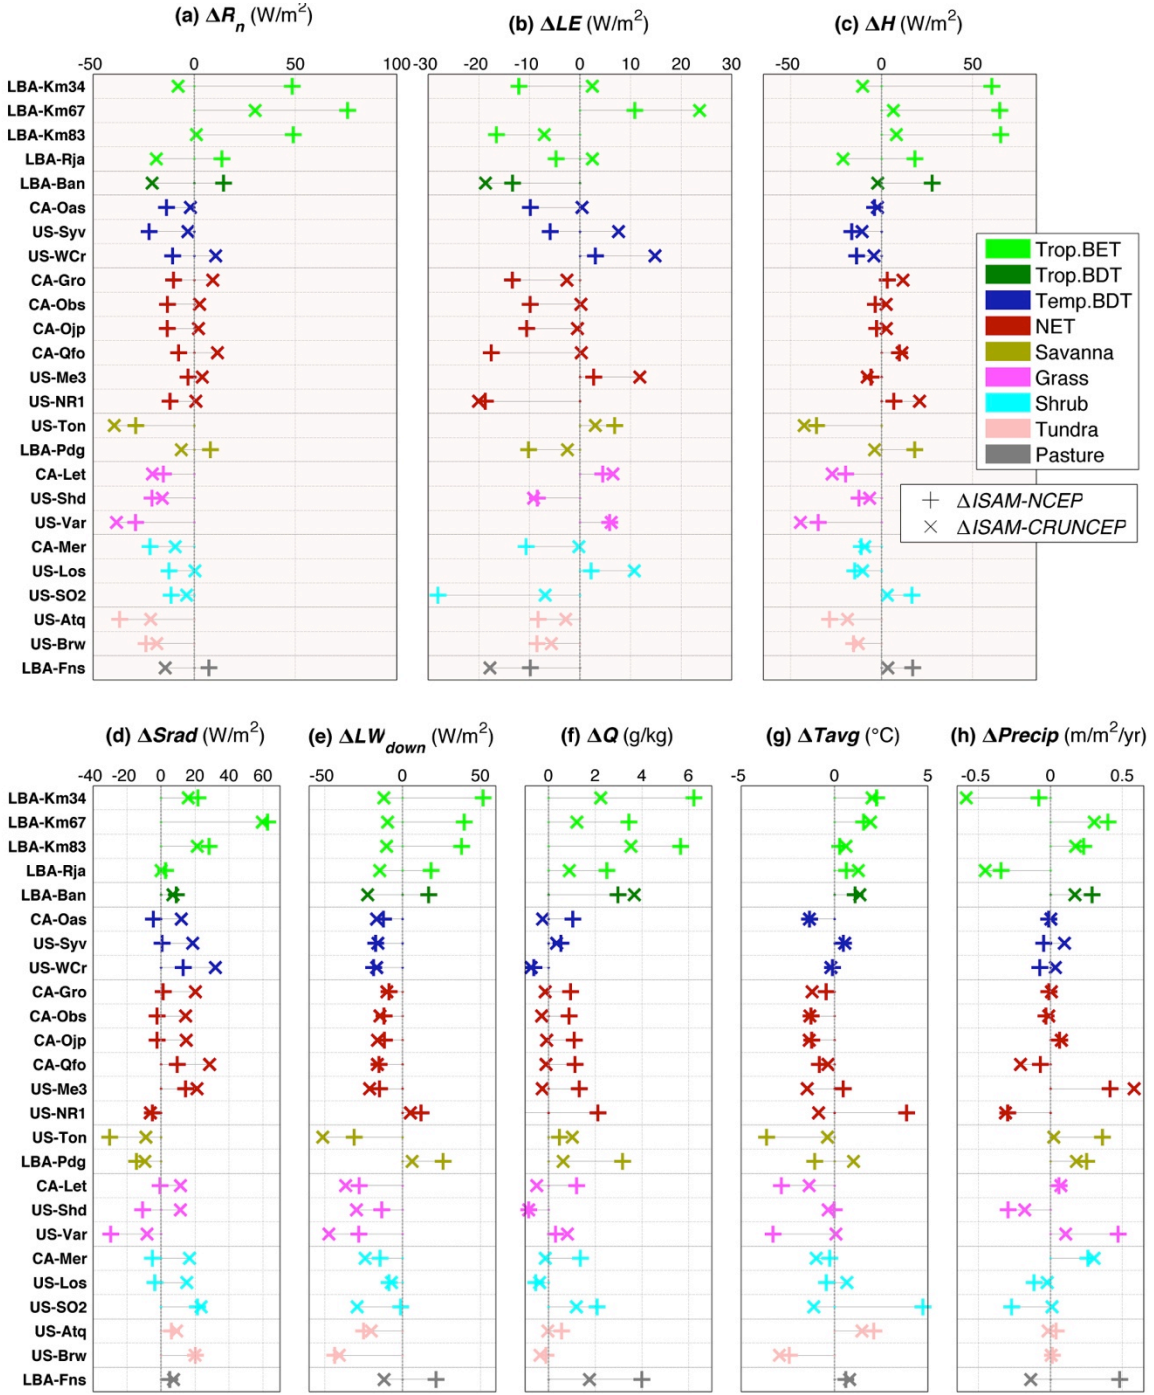 (a) ΔRn (W/m²)
(b) ΔLE (W/m²)
(c) ΔH (W/m²)
-50 0 50 100
-30 -20 -10 0 10 20 30
-50 0 50
LBA-Km34
LBA-Km67
LBA-Km83
LBA-Rja
LBA-Ban
CA-Oas
US-Syv
US-WCr
CA-Gro
CA-Obs
CA-Ojp
CA-Qfo
US-Me3
US-NR1
US-Ton
LBA-Pdg
CA-Let
US-Shd
US-Var
CA-Mer
US-Los
US-SO2
US-Atq
US-Brw
LBA-Fns
Trop.BET
Trop.BDT
Temp.BDT
NET
Savanna
Grass
Shrub
Tundra
Pasture
ΔISAM-NCEP
ΔISAM-CRUNCEP
(d) ΔSrad (W/m²)
(e) ΔLWdown (W/m²)
(f) ΔQ (g/kg)
(g) ΔTavg (°C)
(h) ΔPrecip (m/m²/yr)
-40 -20 0 20 40 60
-50 0 50
0 2 4 6
-5 0 5
-0.5 0 0.5
LBA-Km34
LBA-Km67
LBA-Km83
LBA-Rja
LBA-Ban
CA-Oas
US-Syv
US-WCr
CA-Gro
CA-Obs
CA-Ojp
CA-Qfo
US-Me3
US-NR1
US-Ton
LBA-Pdg
CA-Let
US-Shd
US-Var
CA-Mer
US-Los
US-SO2
US-Atq
US-Brw
LBA-Fns